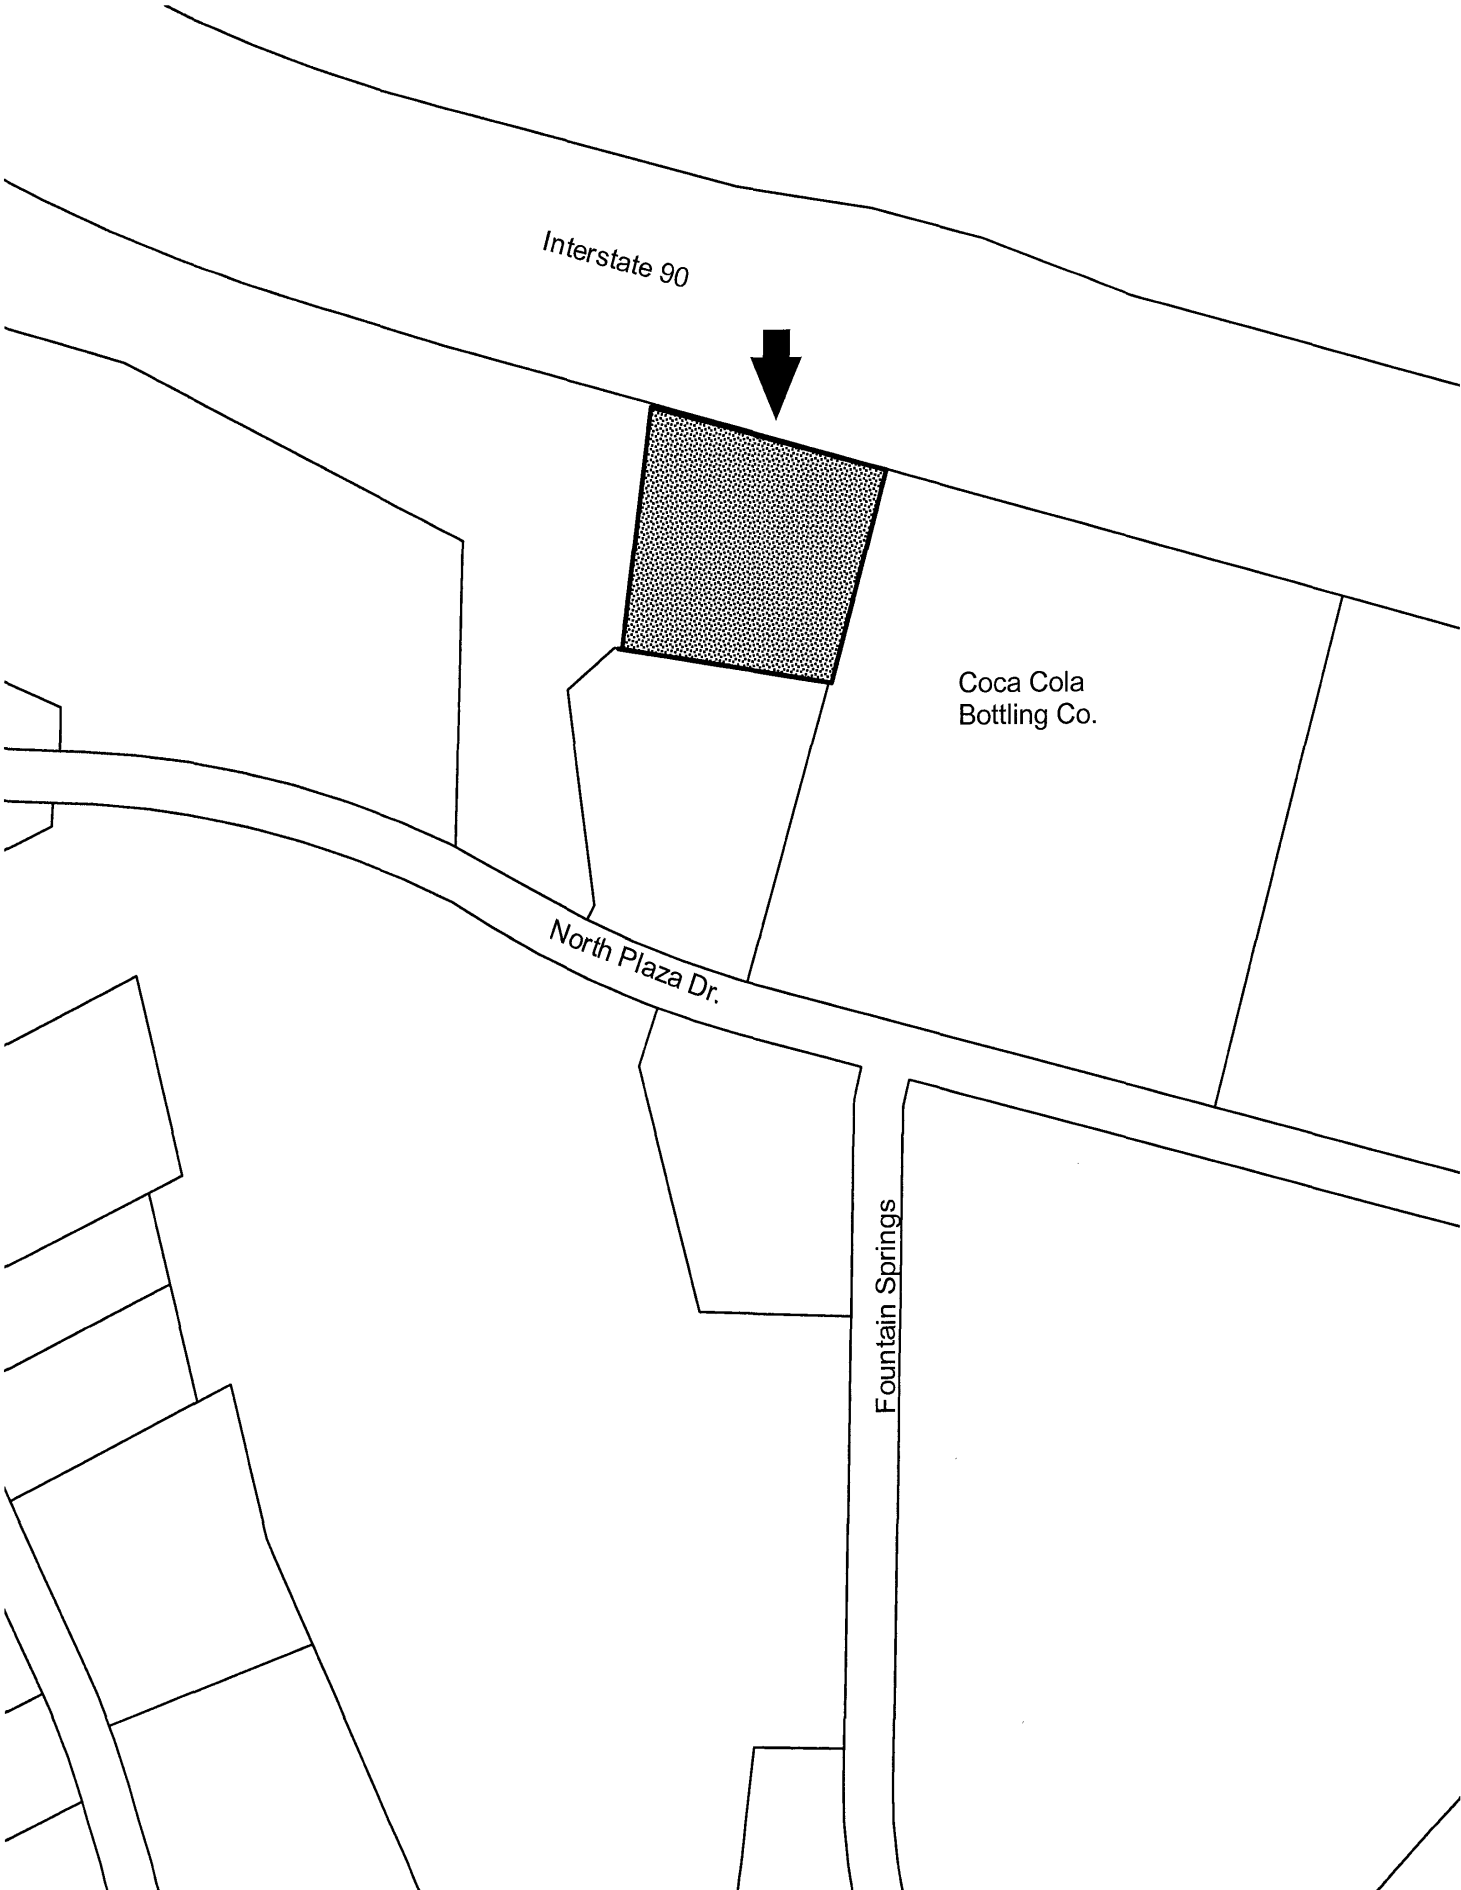 Interstate 90
Coca Cola
Bottling Co.
North Plaza Dr.
Fountain Springs